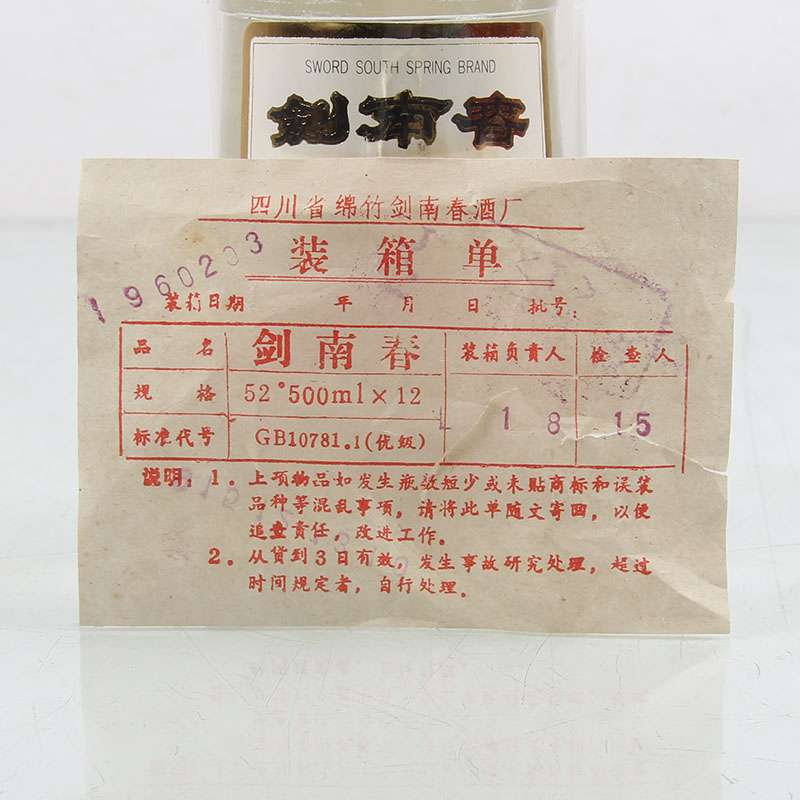 SWORD SOUTH SPRING BRAND
剑南春
四川省绵竹剑南春酒厂
装箱单
1960203
装箱日期 年 月 日 批号:
品名 剑南春 装箱负责人 检查人
规格 52°500ml×12 18 15
标准代号 GB10781.1(优级)
说明: 1. 上项物品如发生瓶数短少或未贴商标和误装
品种等混乱事项, 请将此单随文寄回, 以便
追查责任, 改进工作。
2. 从货到3日有效, 发生事故研究处理, 超过
时间规定者, 自行处理。